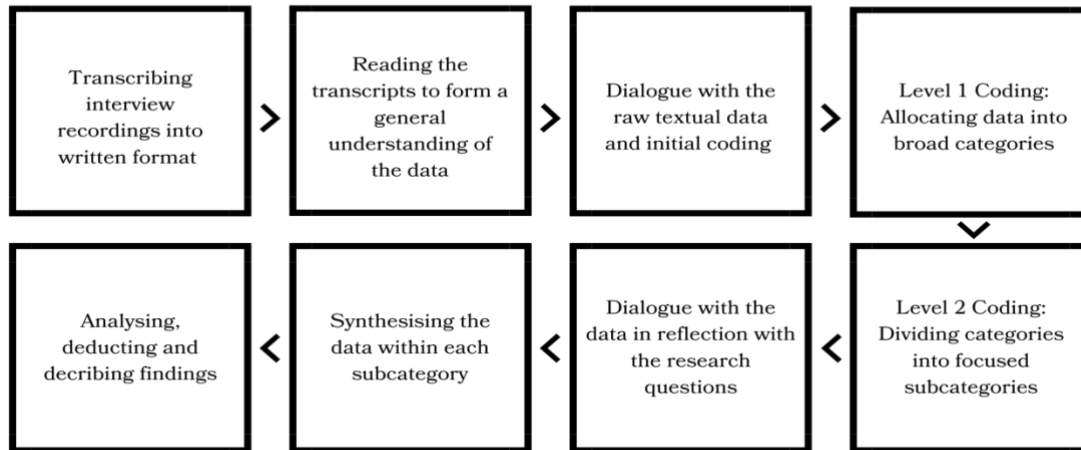 Transcribing
interview
recordings into
written format
Reading the
transcripts to form a
general
understanding of
the data
Dialogue with the
raw textual data
and initial coding
Level 1 Coding:
Allocating data into
broad categories
Level 2 Coding:
Dividing categories
into focused
subcategories
Dialogue with the
data in reflection with
the research
questions
Synthesising the
data within each
subcategory
Analysing,
deducting and
decribing findings